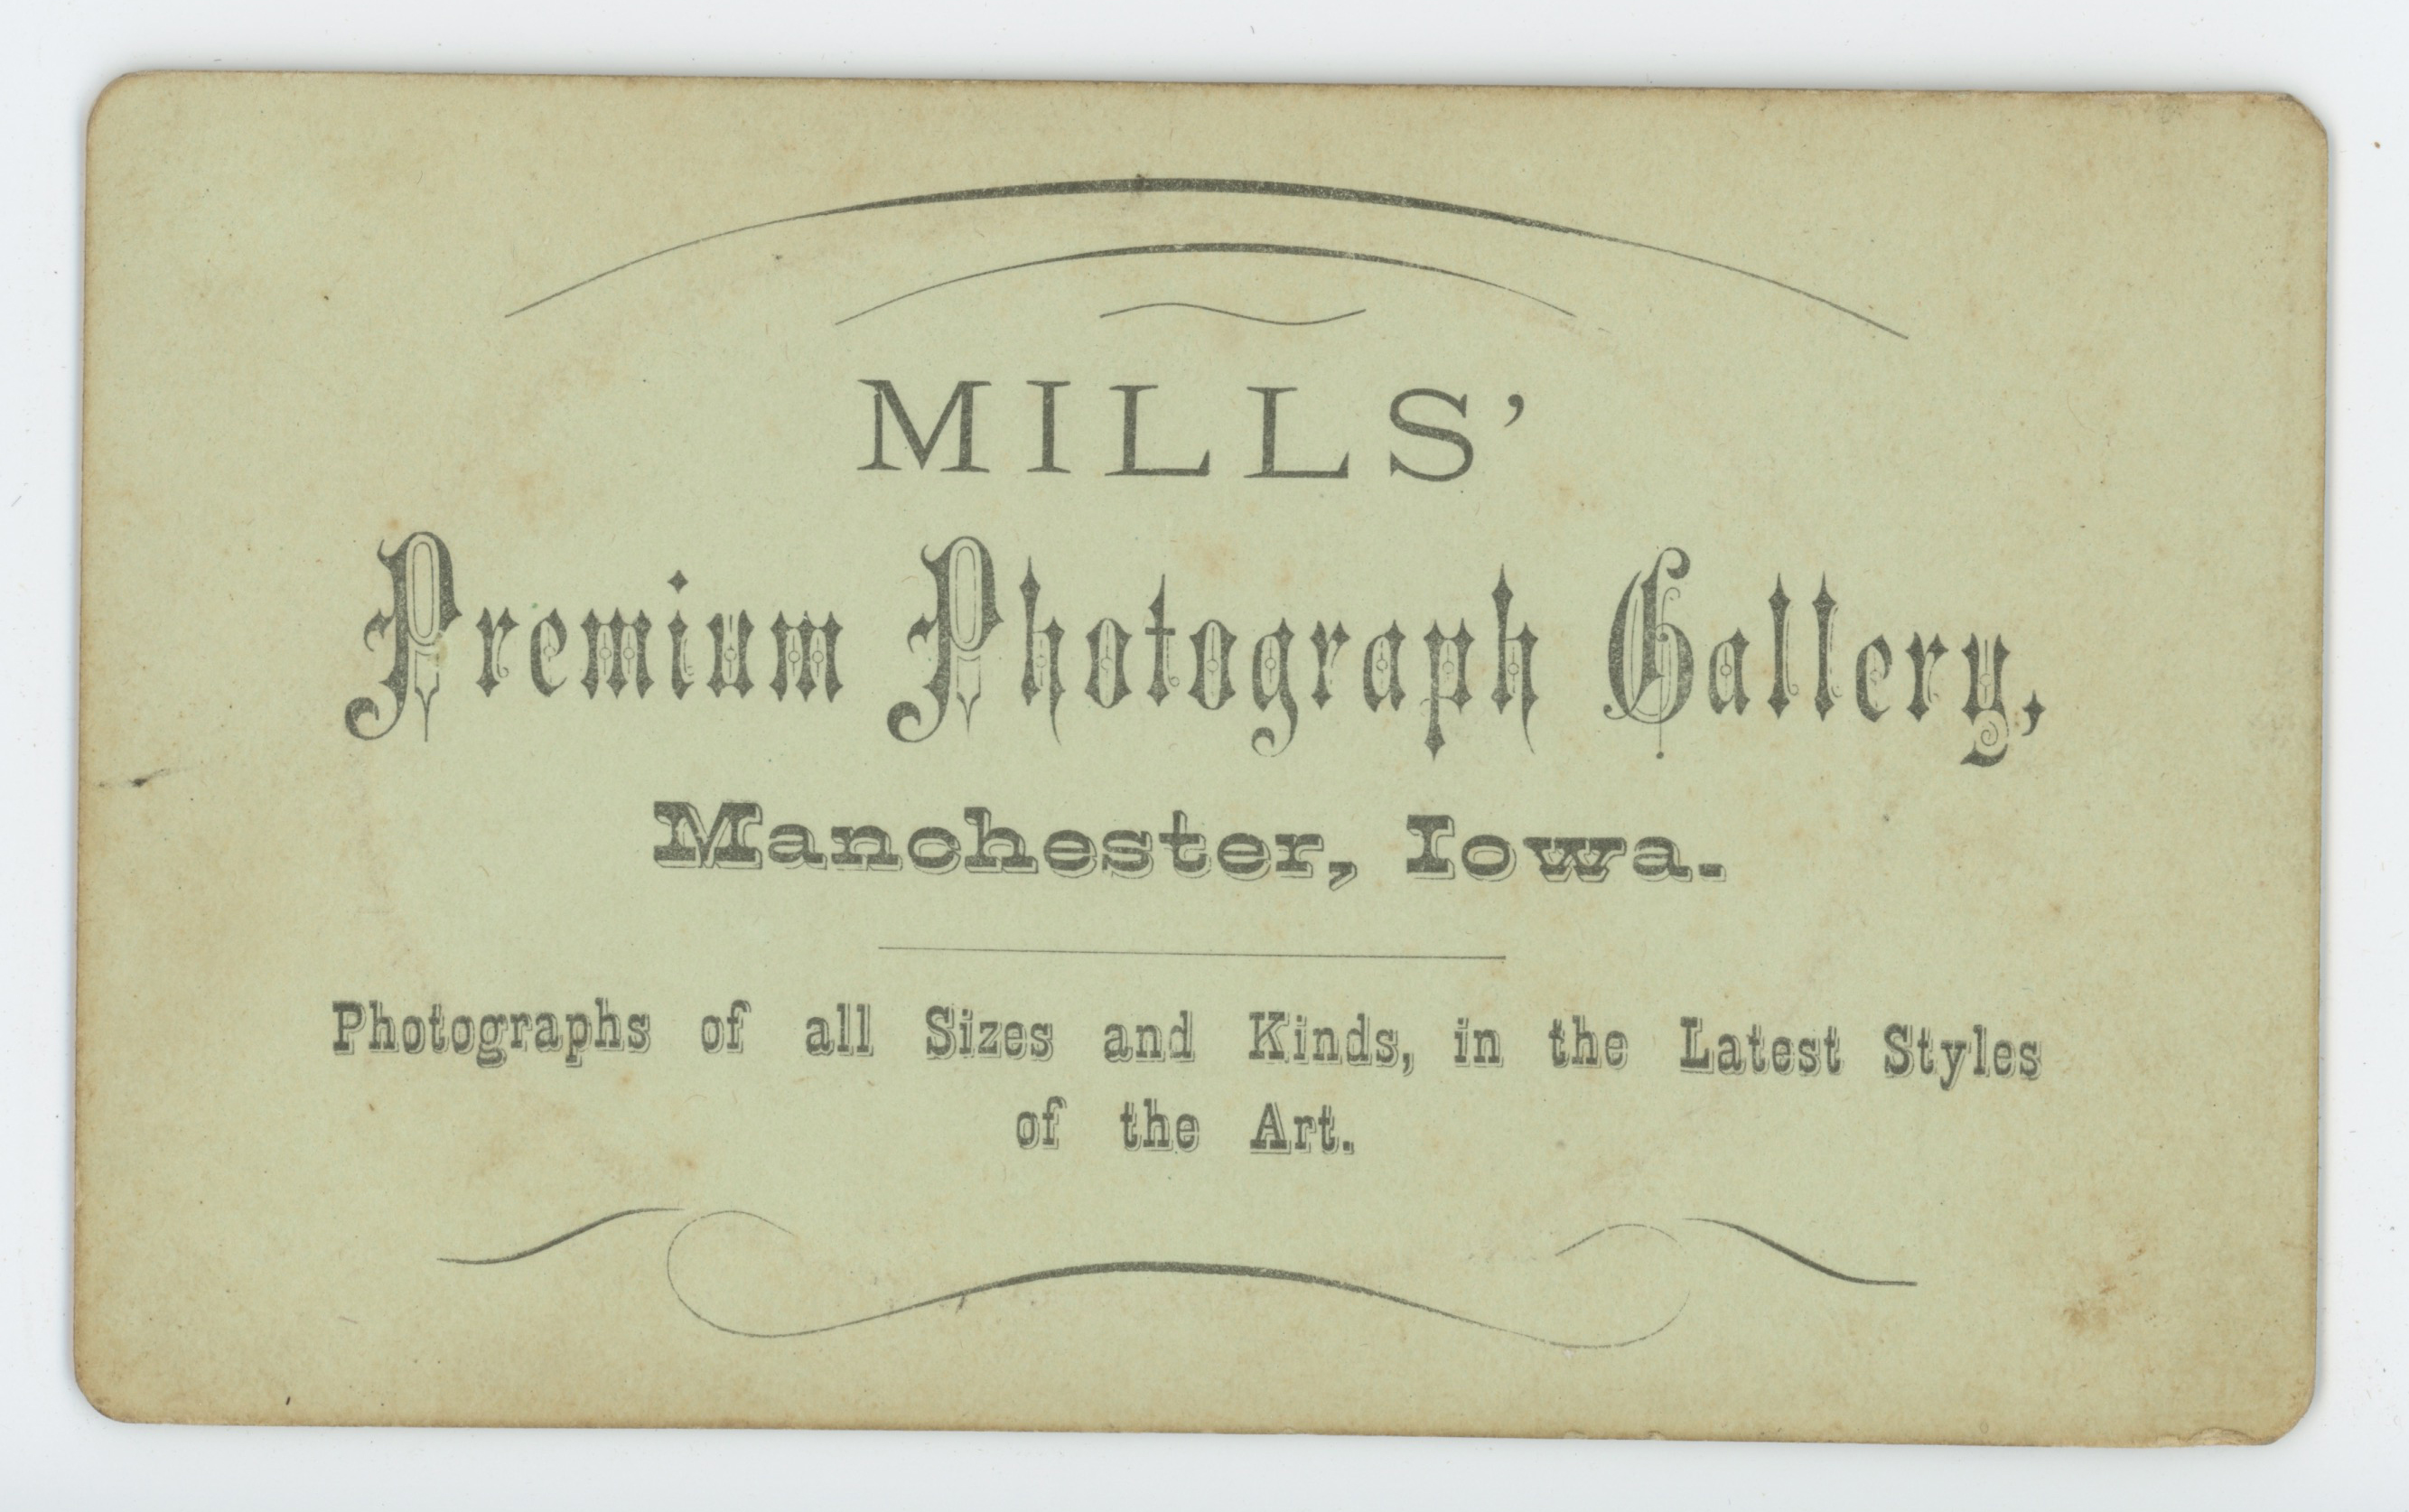 MILLS’
Premium Photograph Gallery,
Manchester, Iowa.
Photographs of all Sizes and Kinds, in the Latest Styles
of the Art.